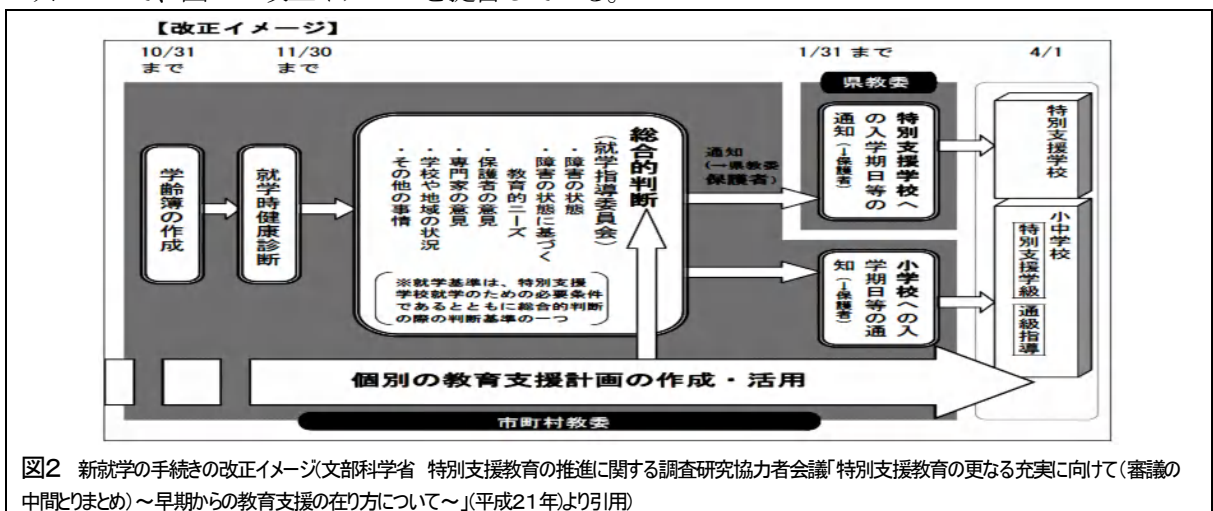 【改正イメージ】
10/31
まで
11/30
まで
1/31 まで
4/1
学齢簿の作成
就学時健康診断
総合的判断
(就学指導委員会)
・障害の状態
・障害の状態に基づく
教育的ニーズ
・保護者の意見
・専門家の意見
・学校や地域の状況
・その他の事情
※就学基準は、特別支援
学校就学のための必要条件
であるとともに総合的判断
の際の判断基準の一つ
通知
(→県教委
保護者)
県教委
特別支援学校へ
の入学期日等の
通知(→保護者)
小学校への入
学期日等の通
知(→保護者)
特別支援学校
小中学校
特別支援学級
通級指導
個別の教育支援計画の作成・活用
市町村教委
図2 新就学の手続きの改正イメージ(文部科学省 特別支援教育の推進に関する調査研究協力者会議「特別支援教育の更なる充実に向けて(審議の
中間とりまとめ)～早期からの教育支援の在り方について～」(平成21年)より引用)